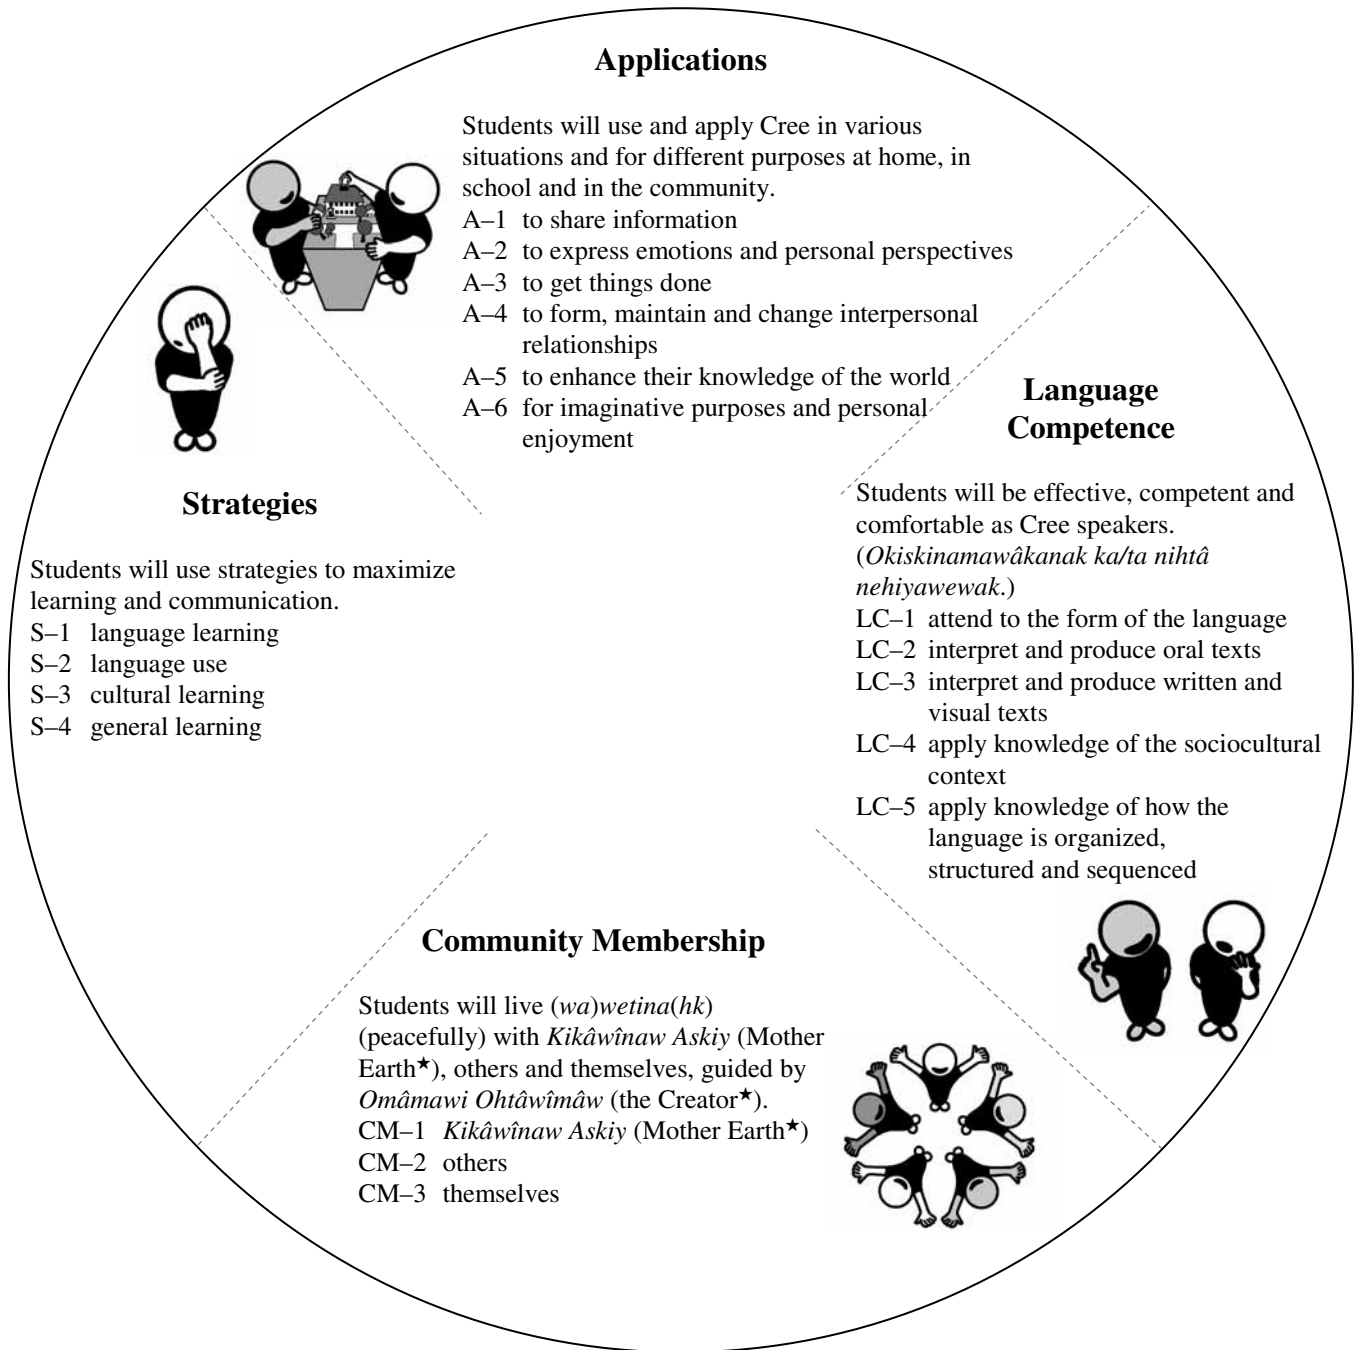 Applications
Students will use and apply Cree in various
situations and for different purposes at home, in
school and in the community.
A–1 to share information
A–2 to express emotions and personal perspectives
A–3 to get things done
A–4 to form, maintain and change interpersonal
relationships
A–5 to enhance their knowledge of the world
A–6 for imaginative purposes and personal
enjoyment
Language
Competence
Students will be effective, competent and
comfortable as Cree speakers.
(Okiskinamawâkanak ka/ta nihtâ
nehiyawewak.)
LC–1 attend to the form of the language
LC–2 interpret and produce oral texts
LC–3 interpret and produce written and
visual texts
LC–4 apply knowledge of the sociocultural
context
LC–5 apply knowledge of how the
language is organized,
structured and sequenced
Strategies
Students will use strategies to maximize
learning and communication.
S–1 language learning
S–2 language use
S–3 cultural learning
S–4 general learning
Community Membership
Students will live (wa)wetina(hk)
(peacefully) with Kikâwînaw Askiy (Mother
Earth★), others and themselves, guided by
Omâmawi Ohtâwîmâw (the Creator★).
CM–1 Kikâwînaw Askiy (Mother Earth★)
CM–2 others
CM–3 themselves